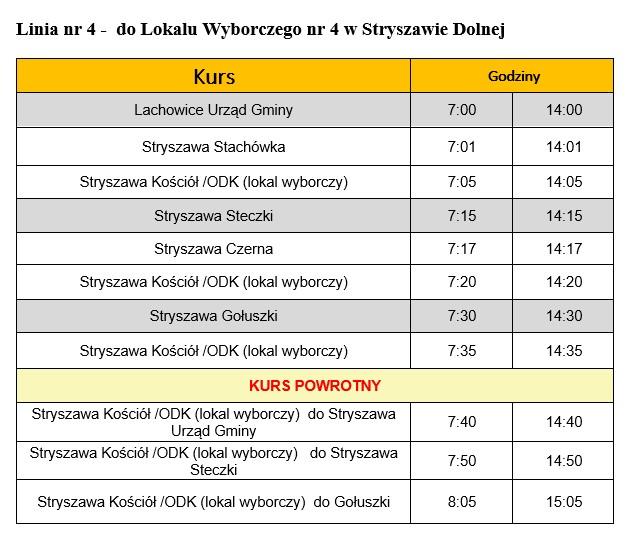 Linia nr 4 - do Lokalu Wyborczego nr 4 w Stryszawie Dolnej
Kurs Godziny
Lachowice Urząd Gminy 7:00 14:00
Stryszawa Stachówka 7:01 14:01
Stryszawa Kościół /ODK (lokal wyborczy) 7:05 14:05
Stryszawa Steczki 7:15 14:15
Stryszawa Czerna 7:17 14:17
Stryszawa Kościół /ODK (lokal wyborczy) 7:20 14:20
Stryszawa Gołuszki 7:30 14:30
Stryszawa Kościół /ODK (lokal wyborczy) 7:35 14:35
KURS POWROTNY
Stryszawa Kościół /ODK (lokal wyborczy) do Stryszawa
Urząd Gminy 7:40 14:40
Stryszawa Kościół /ODK (lokal wyborczy) do Stryszawa
Steczki 7:50 14:50
Stryszawa Kościół /ODK (lokal wyborczy) do Gołuszki 8:05 15:05